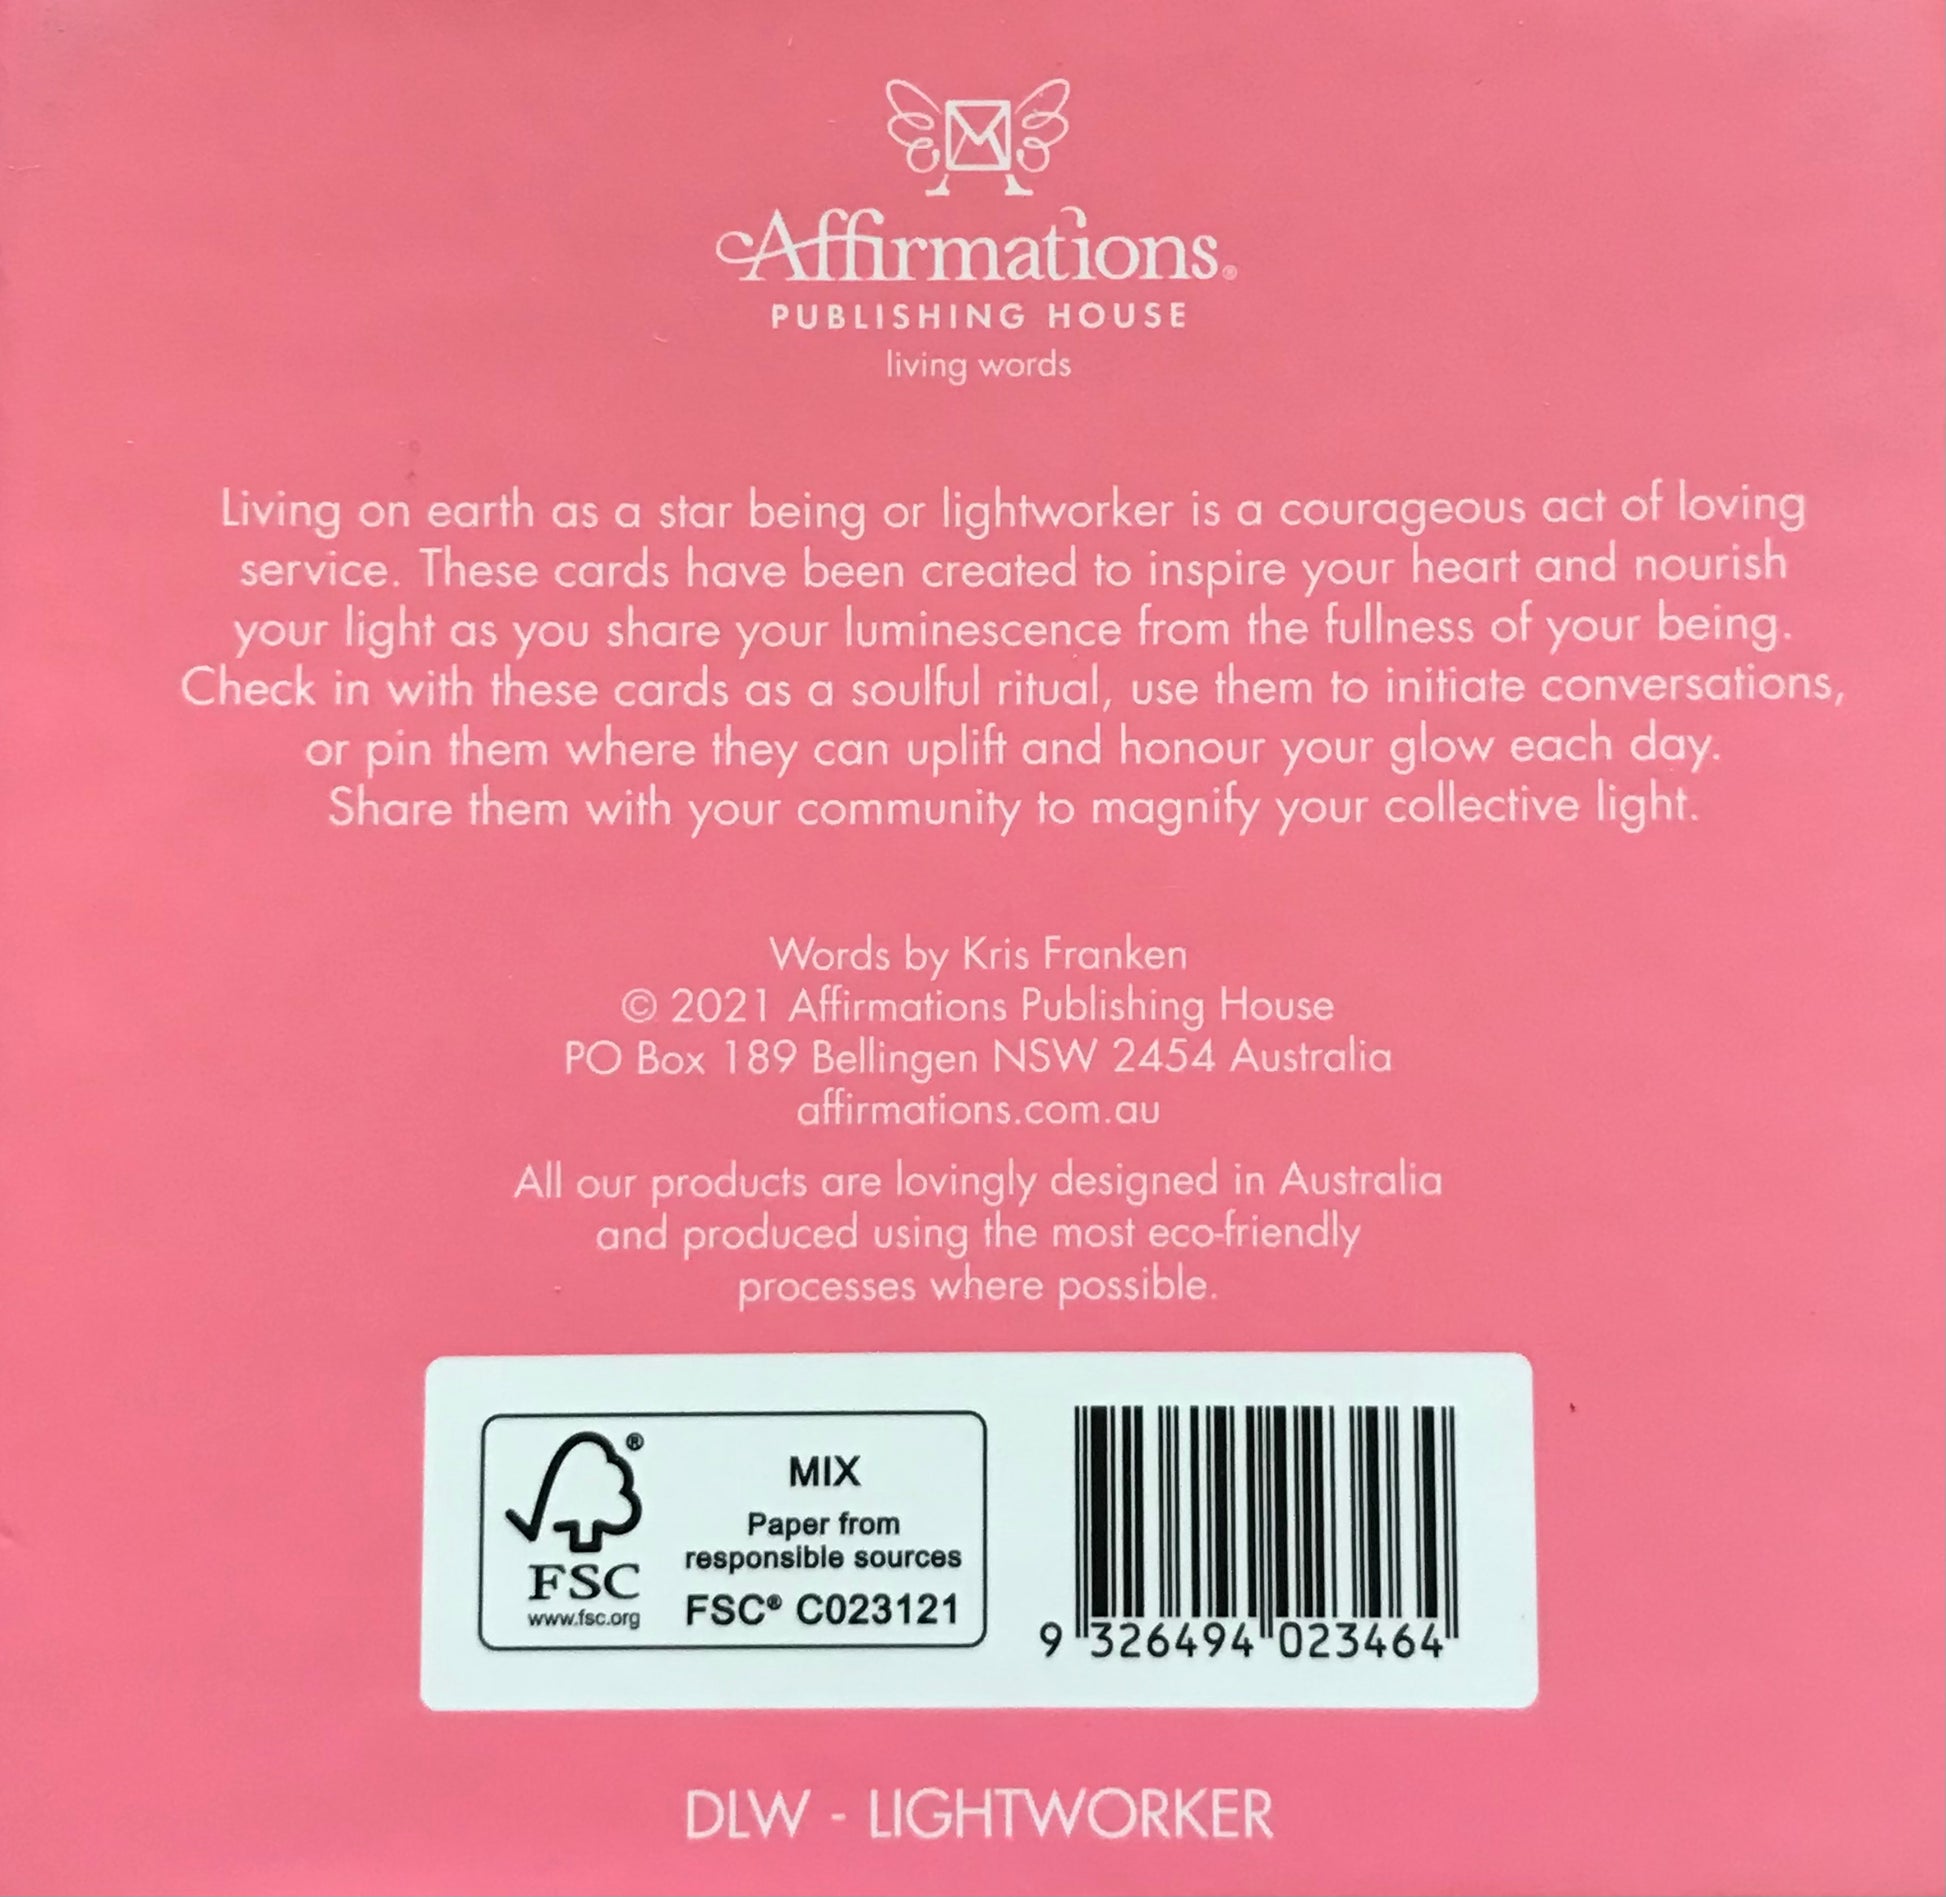 Affirmations®
PUBLISHING HOUSE
living words
Living on earth as a star being or lightworker is a courageous act of loving
service. These cards have been created to inspire your heart and nourish
your light as you share your luminescence from the fullness of your being.
Check in with these cards as a soulful ritual, use them to initiate conversations,
or pin them where they can uplift and honour your glow each day.
Share them with your community to magnify your collective light.
Words by Kris Franken
© 2021 Affirmations Publishing House
PO Box 189 Bellingen NSW 2454 Australia
affirmations.com.au
All our products are lovingly designed in Australia
and produced using the most eco-friendly
processes where possible.
®
FSC
www.fsc.org
MIX
Paper from
responsible sources
FSC® C023121
9 326494 023464
DLW - LIGHTWORKER